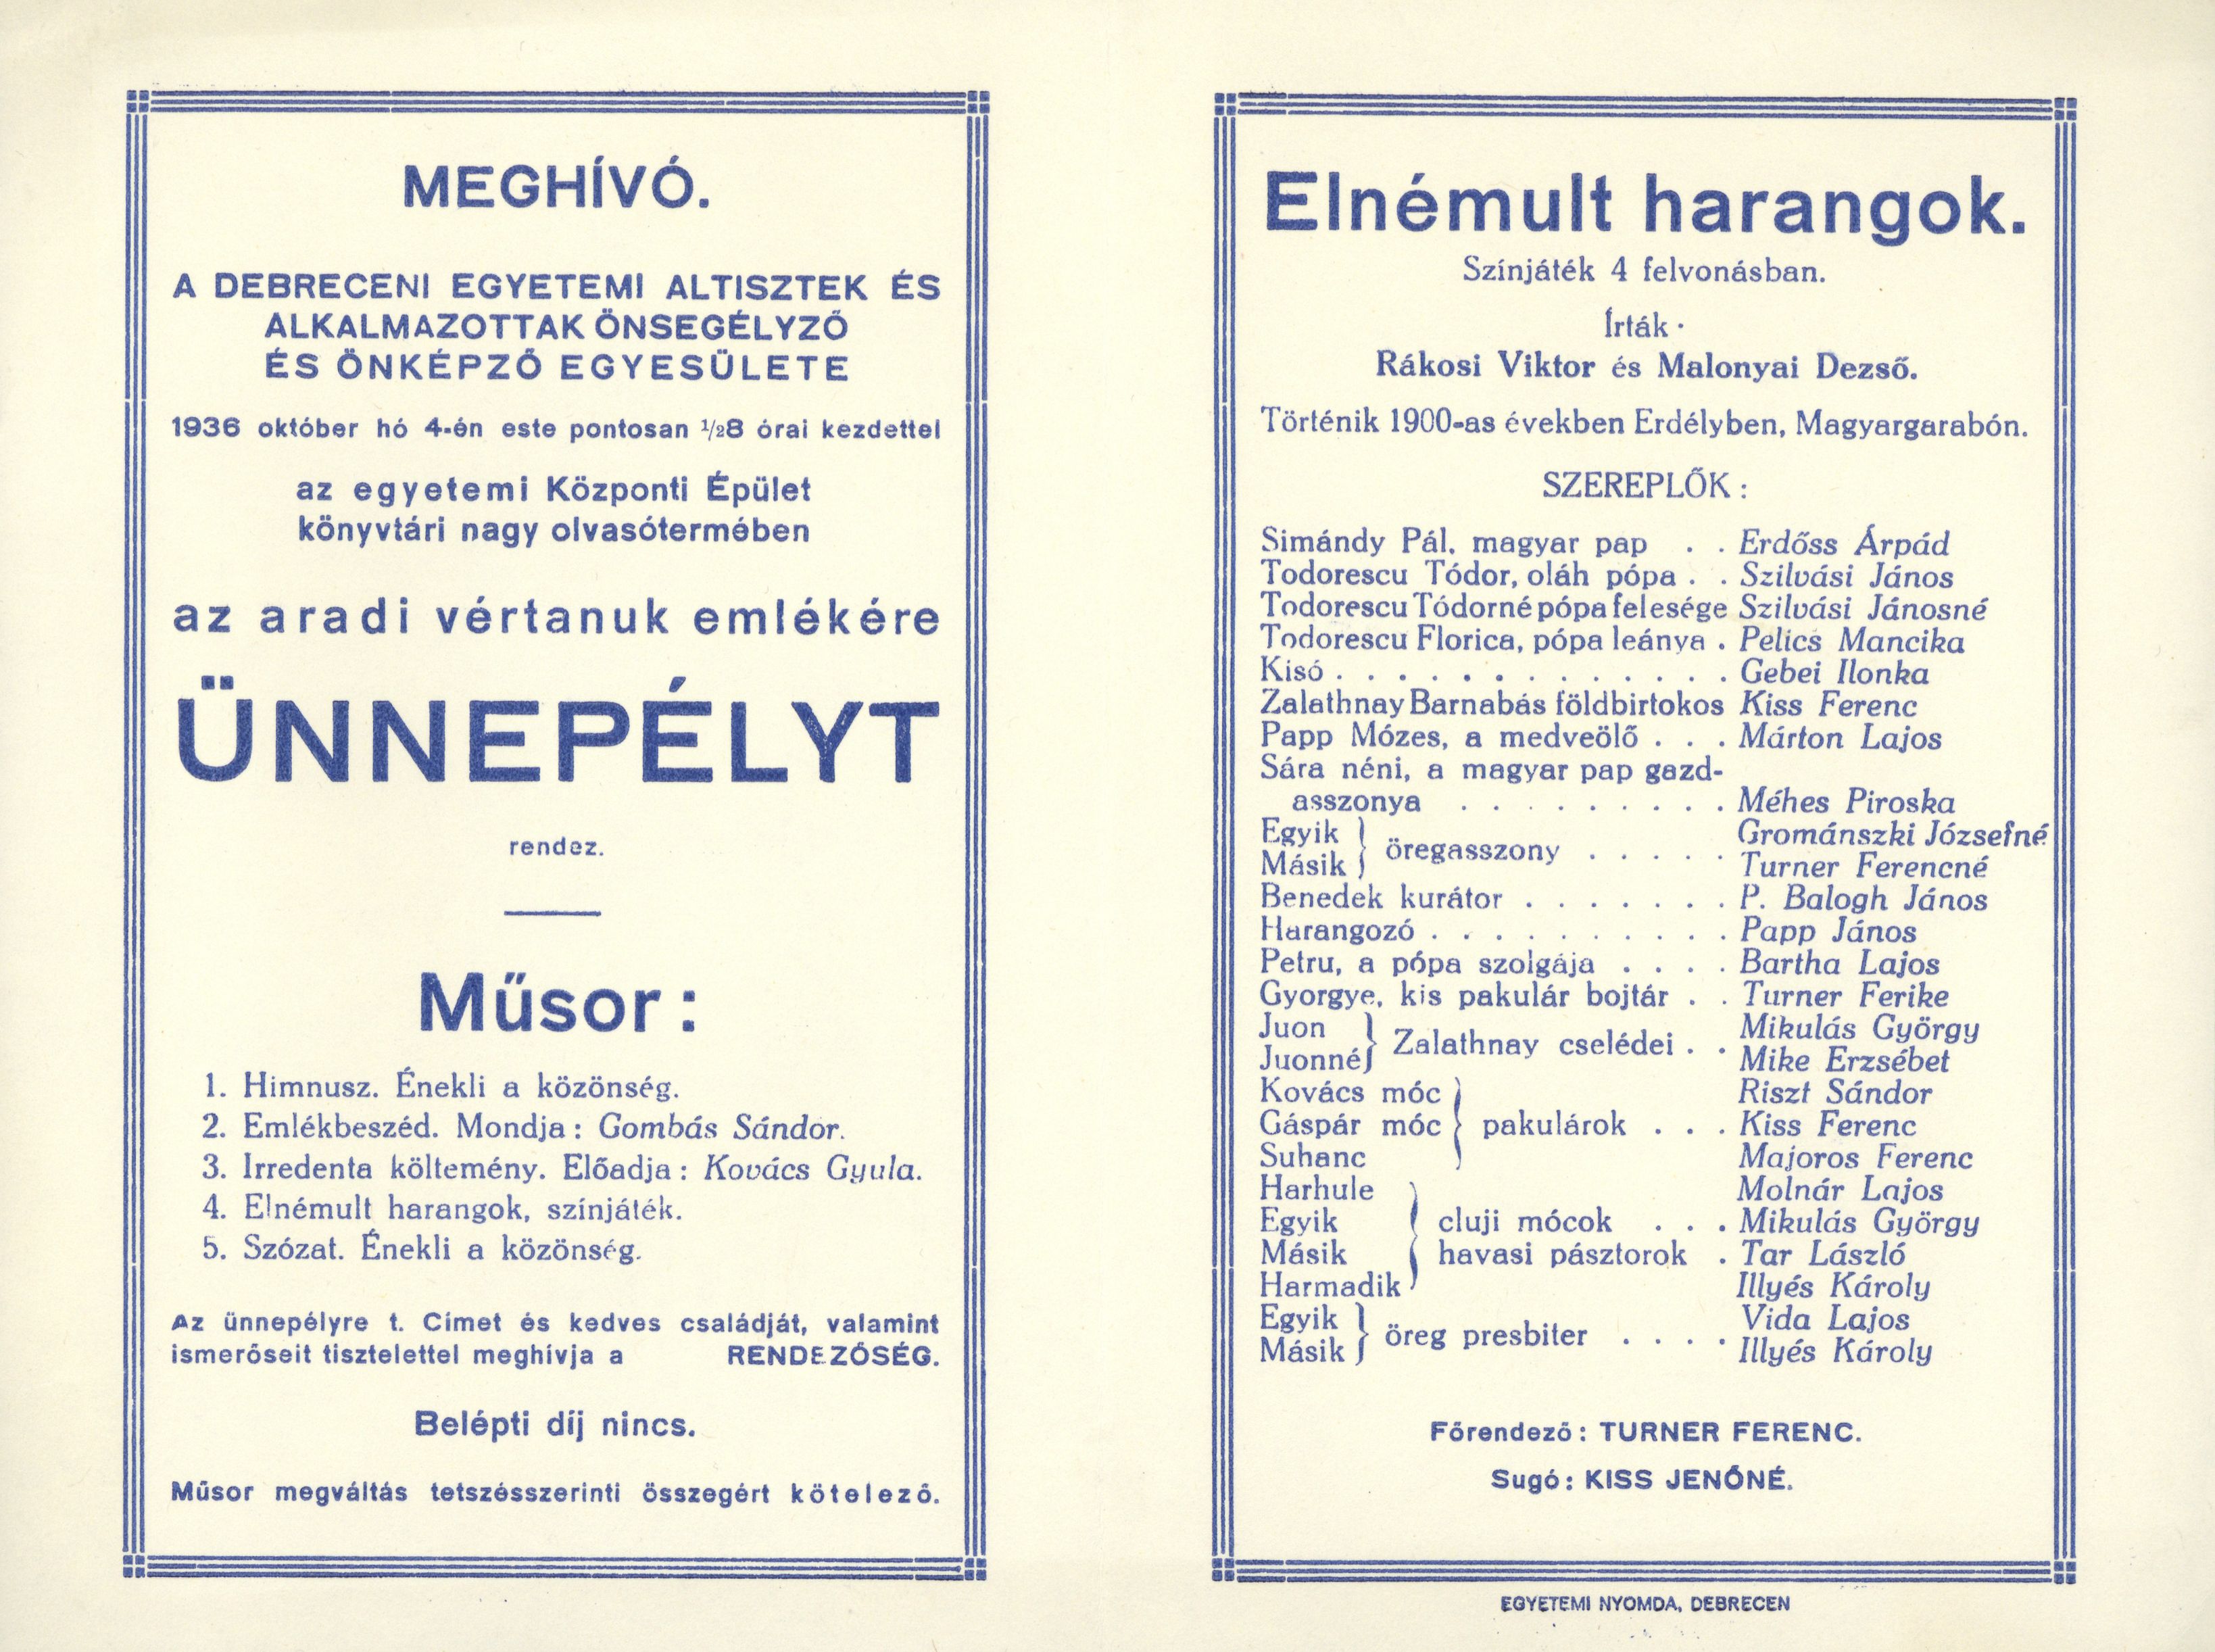 MEGHÍVÓ.
A DEBRECENI EGYETEMI ALTISZTEK ÉS
ALKALMAZOTTAK ÖNSEGÉLYZŐ
ÉS ÖNKÉPZŐ EGYESÜLETE
1936 október hó 4-én este pontosan ½8 órai kezdettel
az egyetemi Központi Épület
könyvtári nagy olvasótermében
az aradi vértanuk emlékére
ÜNNEPÉLYT
rendez.
Műsor :
1. Himnusz. Énekli a közönség.
2. Emlékbeszéd. Mondja : Gombás Sándor.
3. Irredenta költemény. Előadja : Kovács Gyula.
4. Elnémult harangok, színjáték.
5. Szózat. Énekli a közönség.
Az ünnepélyre t. Címet és kedves családját, valamint
ismerőseit tisztelettel meghívja a RENDEZŐSÉG.
Belépti díj nincs.
Műsor megváltás tetszésszerinti összegért kötelező.
Elnémult harangok.
Színjáték 4 felvonásban.
Írták ·
Rákosi Viktor és Malonyai Dezső.
Történik 1900-as években Erdélyben, Magyargarabón.
SZEREPLŐK :
Simándy Pál, magyar pap . . Erdőss Árpád
Todorescu Tódor, oláh pópa . . Szilvási János
Todorescu Tódorné pópa felesége Szilvási Jánosné
Todorescu Florica, pópa leánya . Pelics Mancika
Kisó . . . . . . . . . . . . . Gebei Ilonka
Zalathnay Barnabás földbirtokos Kiss Ferenc
Papp Mózes, a medveölő . . . Márton Lajos
Sára néni, a magyar pap gazd-
asszonya . . . . . . . . . Méhes Piroska
Egyik } öregasszony . . . . . Grománszki Józsefné
Másik } Turner Ferencné
Benedek kurátor . . . . . . . P. Balogh János
Harangozó . . . . . . . . . . Papp János
Petru, a pópa szolgája . . . . Bartha Lajos
Gyorgye, kis pakulár bojtár . . Turner Ferike
Juon } Zalathnay cselédei . . Mikulás György
Juonné } Mike Erzsébet
Kovács móc } Riszt Sándor
Gáspár móc } pakulárok . . . Kiss Ferenc
Suhanc } Majoros Ferenc
Harhule Molnár Lajos
Egyik } cluji mócok . . . Mikulás György
Másik } havasi pásztorok . Tar László
Harmadik Illyés Károly
Egyik } öreg presbiter . . . . Vida Lajos
Másik } Illyés Károly
Főrendező : TURNER FERENC.
Sugó : KISS JENŐNÉ.
EGYETEMI NYOMDA, DEBRECEN